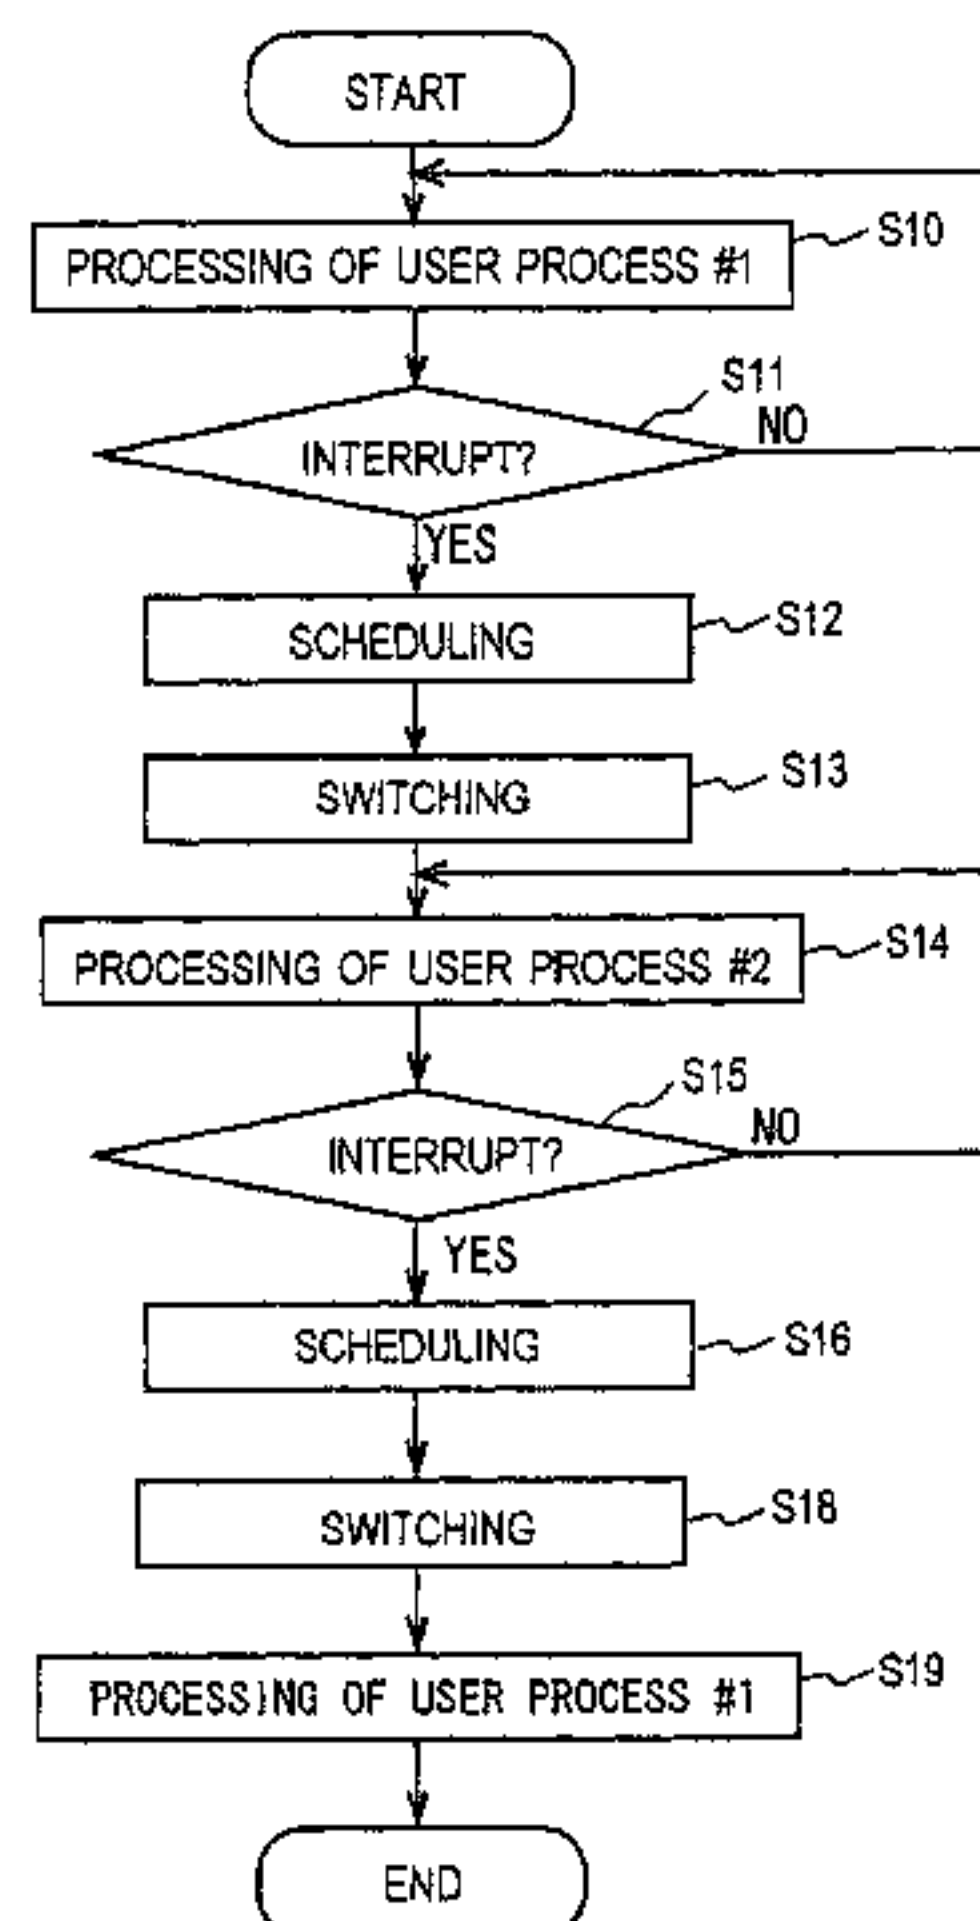 START
PROCESSING OF USER PROCESS #1
S10
S11
INTERRUPT?
NO
YES
SCHEDULING
S12
SWITCHING
S13
PROCESSING OF USER PROCESS #2
S14
S15
INTERRUPT?
NO
YES
SCHEDULING
S16
SWITCHING
S18
PROCESSING OF USER PROCESS #1
S19
END